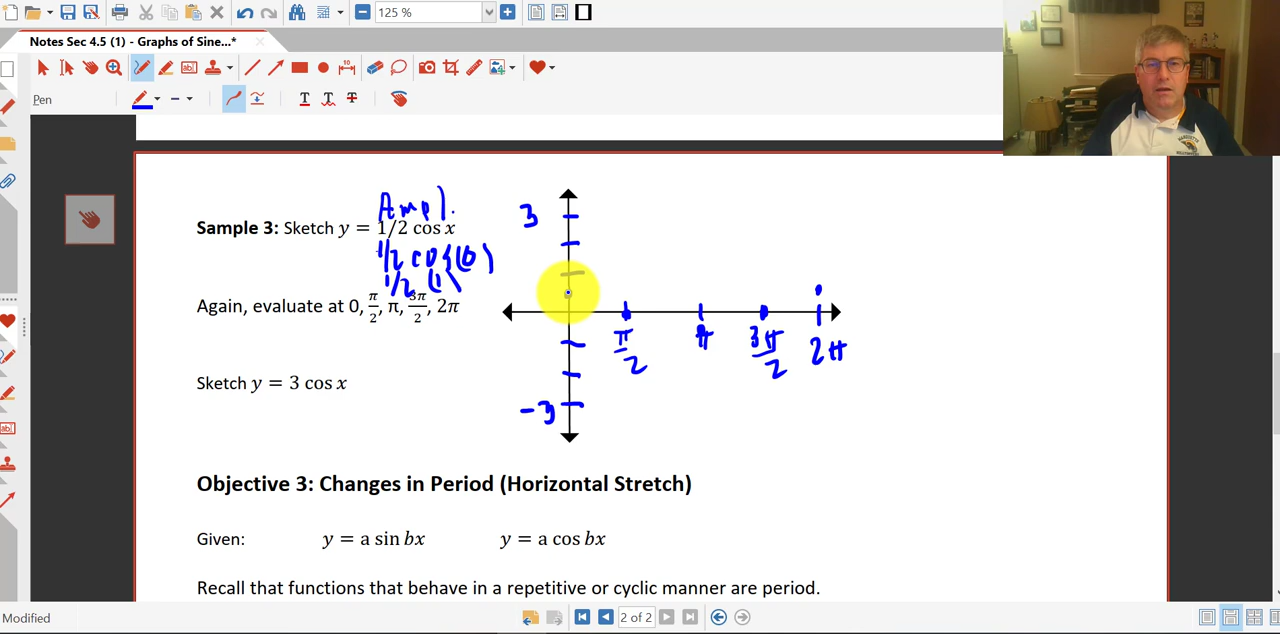 125 %
Notes Sec 4.5 (1) - Graphs of Sine...*
Pen
Ampl.
Sample 3: Sketch y = 1/2 cos x
1/2 cos(0)
1/2 (1)
Again, evaluate at 0, π/2, π, 3π/2, 2π
Sketch y = 3 cos x
3
-3
π/2
π
3π/2
2π
Objective 3: Changes in Period (Horizontal Stretch)
Given: y = a sin bx y = a cos bx
Recall that functions that behave in a repetitive or cyclic manner are period.
Modified
2 of 2